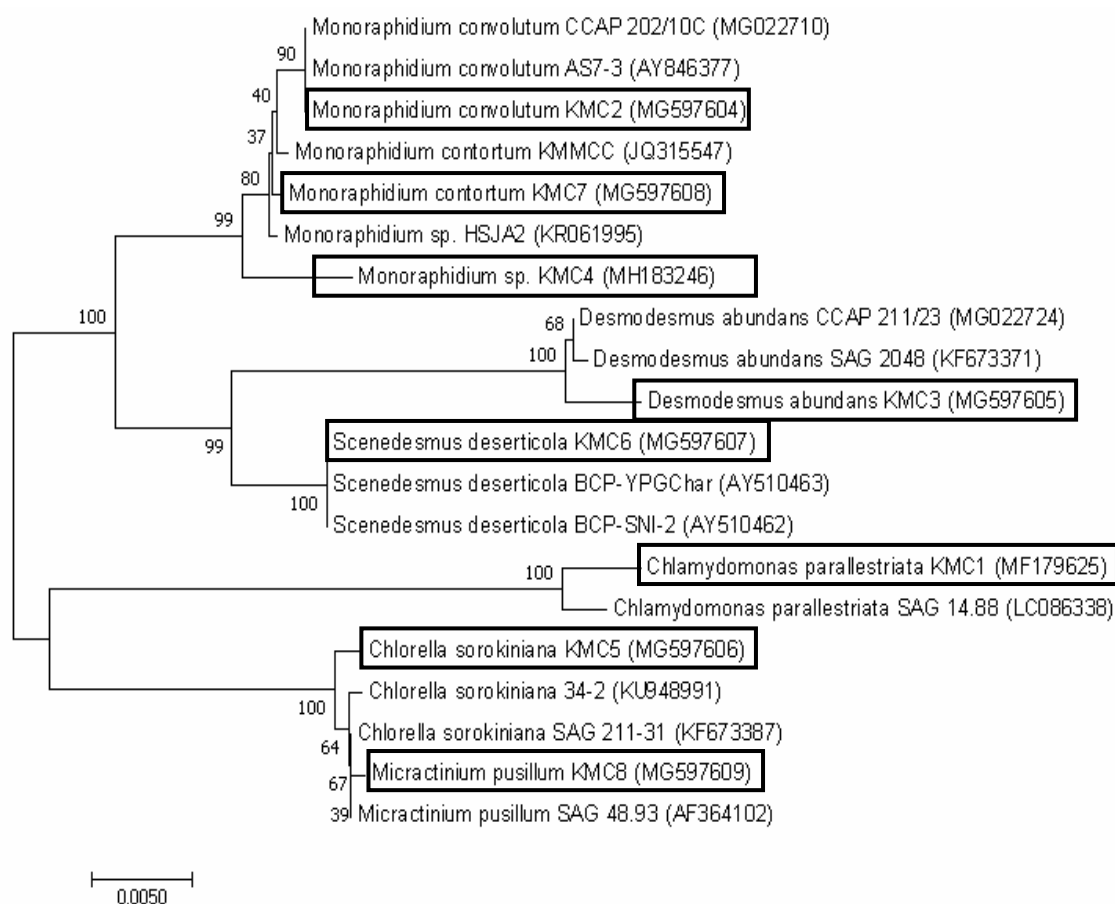 Monoraphidium convolutum CCAP 202/10C (MG022710)
90
Monoraphidium convolutum AS7-3 (AY846377)
40
Monoraphidium convolutum KMC2 (MG597604)
37
Monoraphidium contortum KMMCC (JQ315547)
80
Monoraphidium contortum KMC7 (MG597608)
99
Monoraphidium sp. HSJA2 (KR061995)
Monoraphidium sp. KMC4 (MH183246)
100
Desmodesmus abundans CCAP 211/23 (MG022724)
68
100
Desmodesmus abundans SAG 2048 (KF673371)
Desmodesmus abundans KMC3 (MG597605)
99
Scenedesmus deserticola KMC6 (MG597607)
Scenedesmus deserticola BCP-YPGChar (AY510463)
100
Scenedesmus deserticola BCP-SNI-2 (AY510462)
100
Chlamydomonas parallestriata KMC1 (MF179625)
Chlamydomonas parallestriata SAG 14.88 (LC086338)
Chlorella sorokiniana KMC5 (MG597606)
Chlorella sorokiniana 34-2 (KU948991)
100
Chlorella sorokiniana SAG 211-31 (KF673387)
64
Micractinium pusillum KMC8 (MG597609)
67
39
Micractinium pusillum SAG 48.93 (AF364102)
0.0050